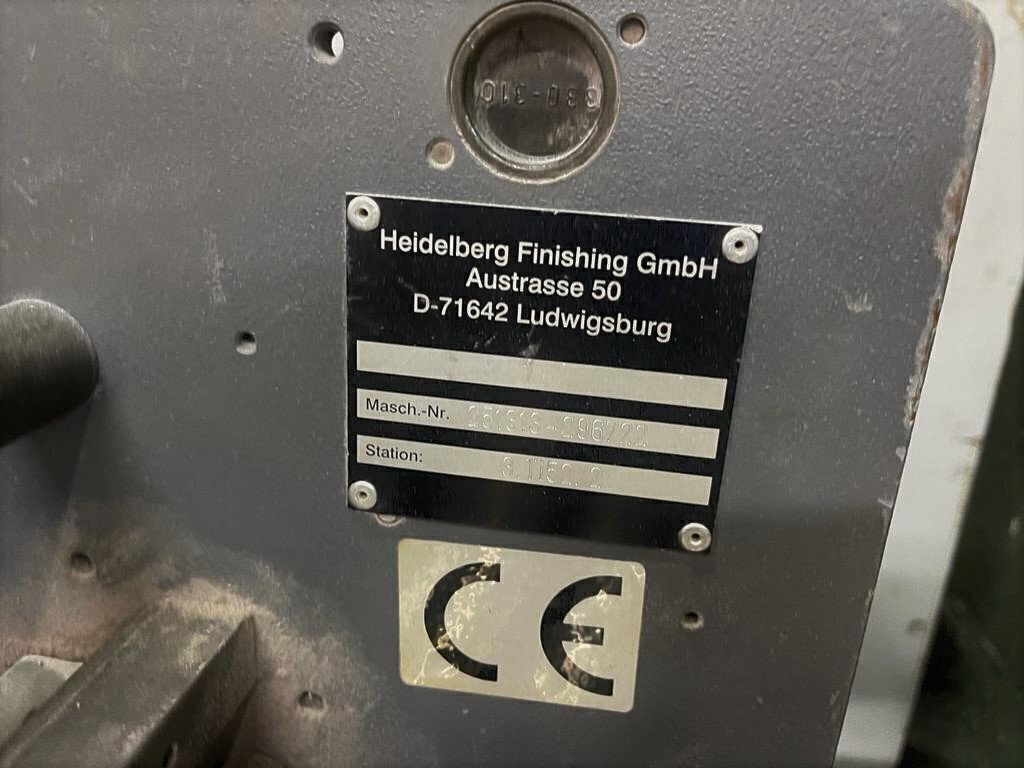 330-310
Heidelberg Finishing GmbH
Austrasse 50
D-71642 Ludwigsburg
Masch.-Nr.
Station:
CE